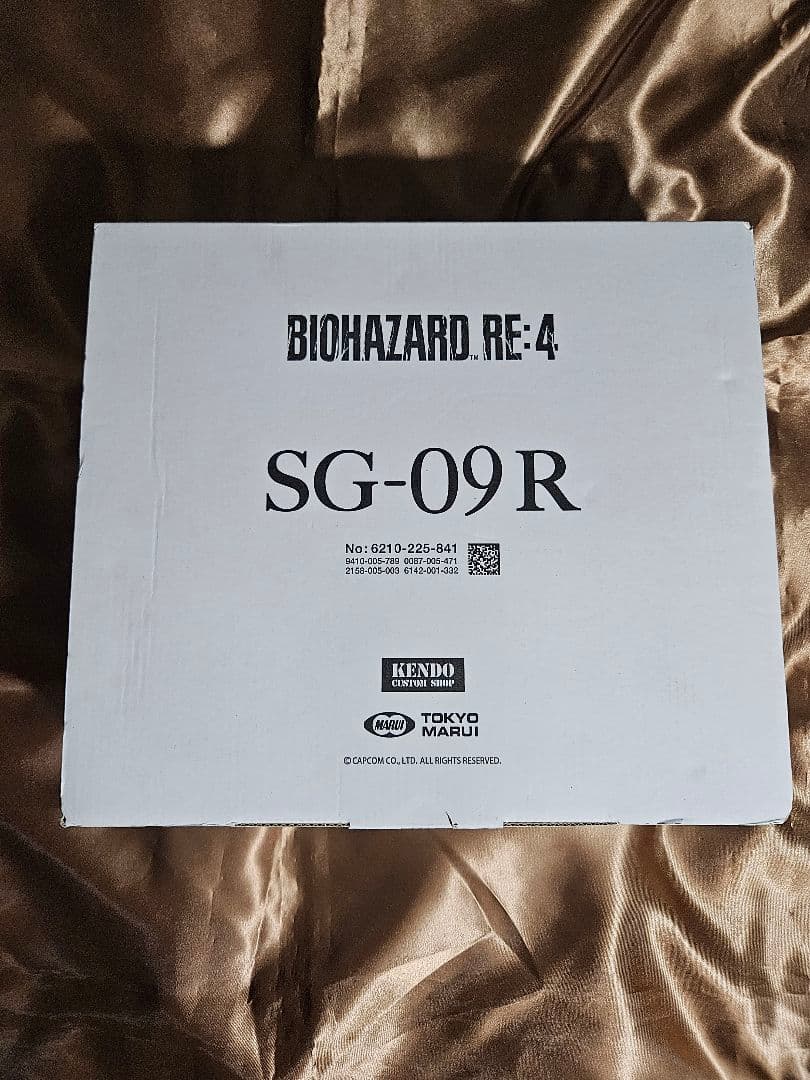 BIOHAZARD™ RE:4
SG-09 R
No: 6210-225-841
9410-005-789 0087-005-471
2158-005-003 6142-001-332
KENDO
CUSTOM SHOP
MARUI
TOKYO
MARUI
© CAPCOM CO., LTD. ALL RIGHTS RESERVED.